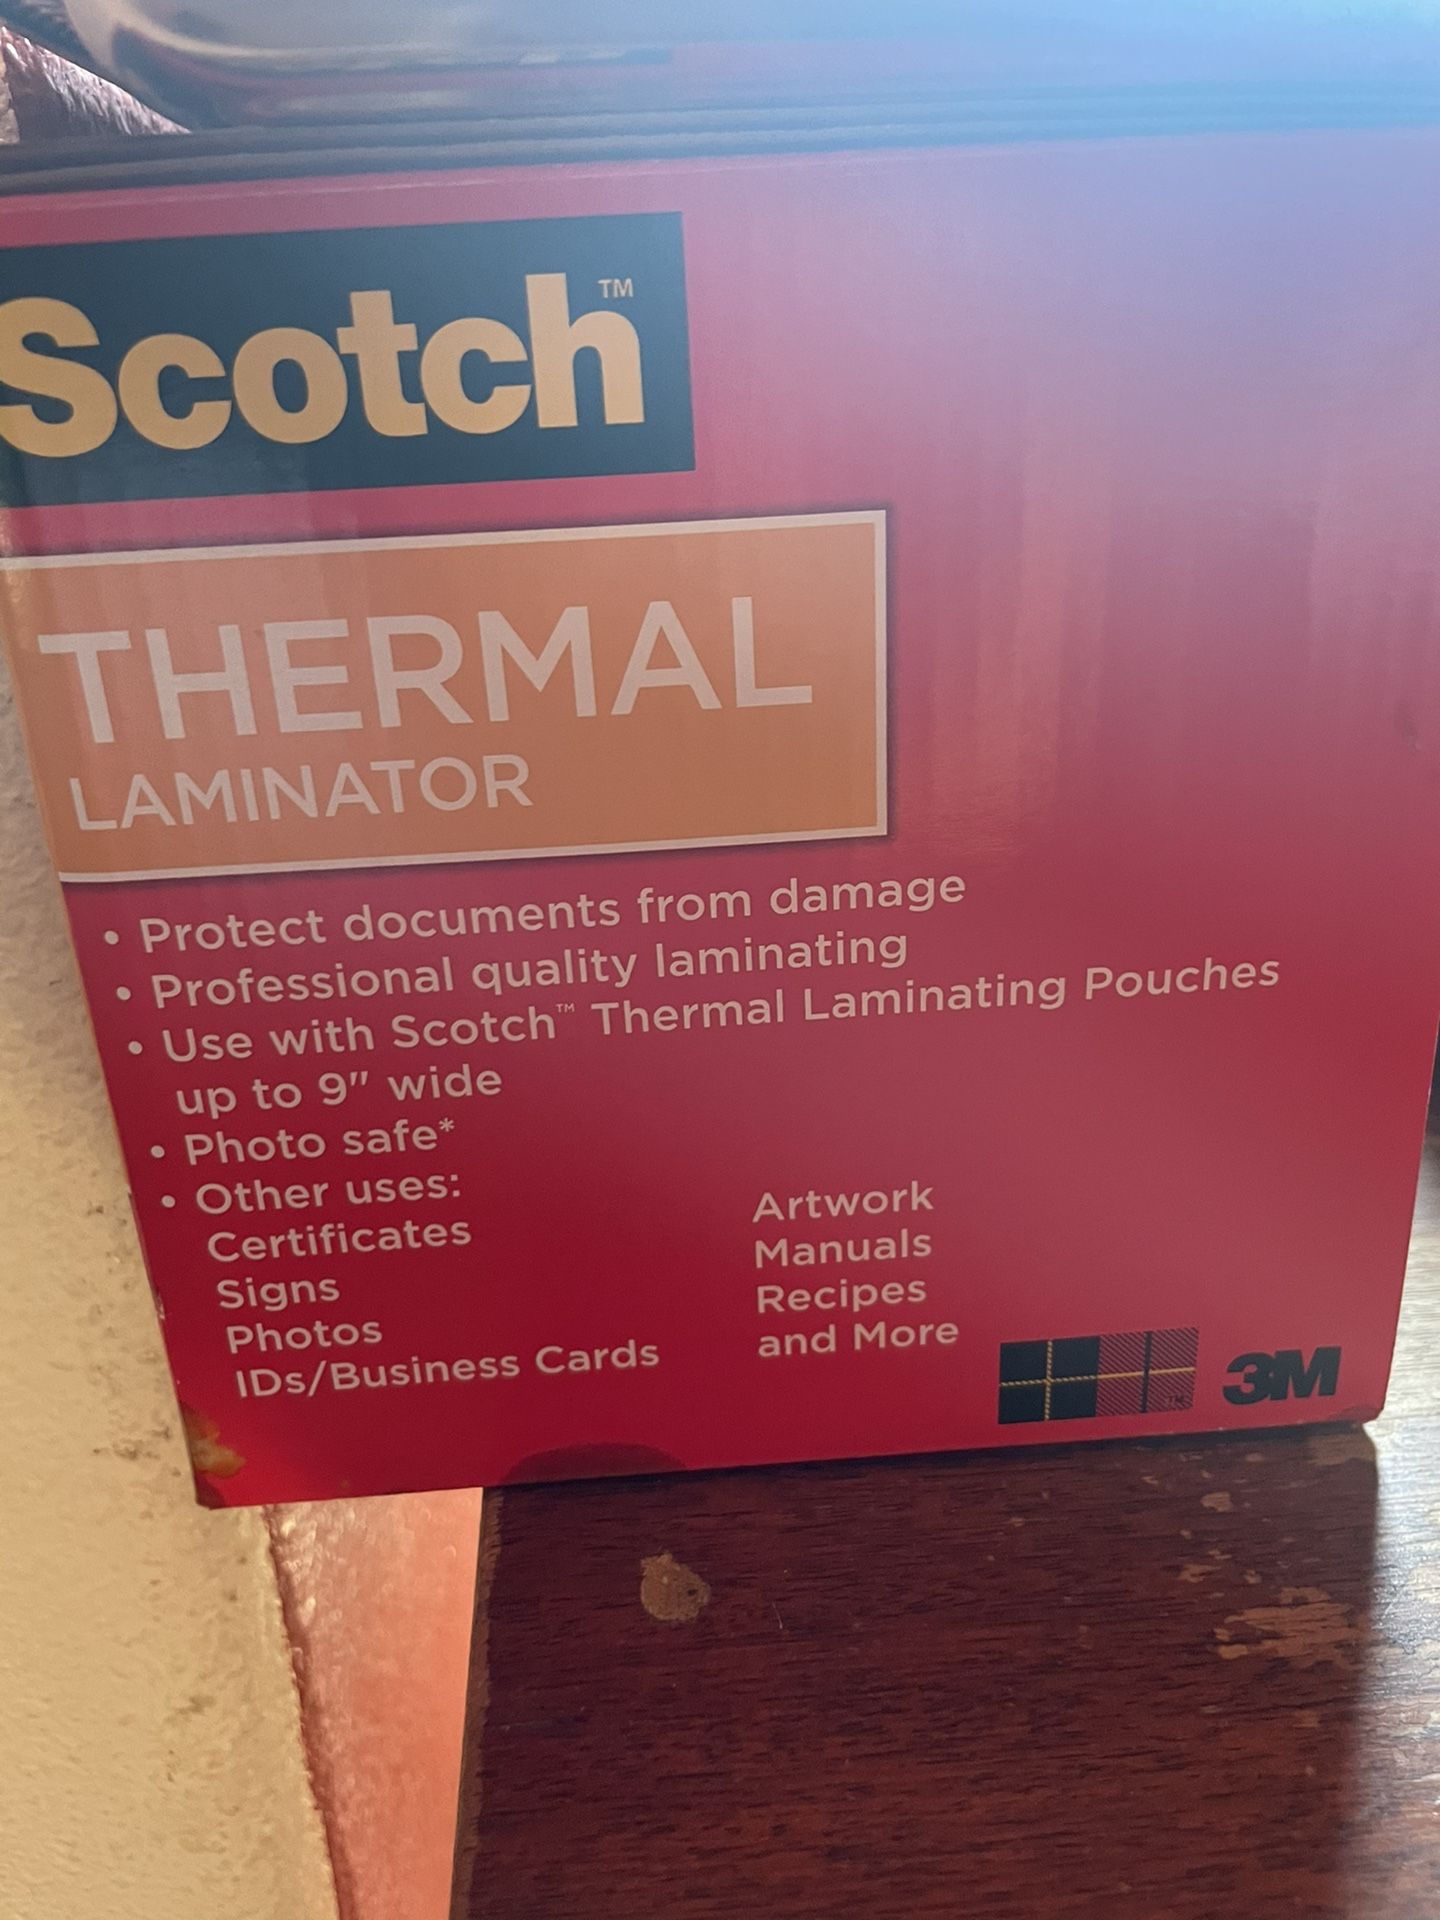 Scotch™
THERMAL
LAMINATOR
• Protect documents from damage
• Professional quality laminating
• Use with Scotch™ Thermal Laminating Pouches
up to 9" wide
• Photo safe*
• Other uses:
Certificates
Signs
Photos
IDs/Business Cards
Artwork
Manuals
Recipes
and More
TM
3M